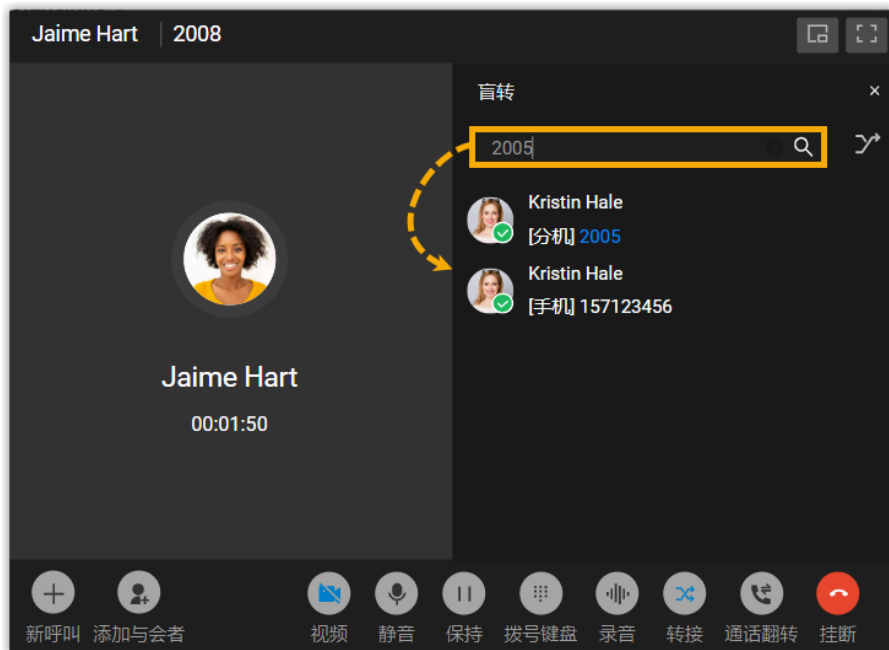 Jaime Hart 2008
盲转
2005
Kristin Hale
[分机] 2005
Kristin Hale
[手机] 157123456
Jaime Hart
00:01:50
新呼叫 添加与会者 视频 静音 保持 拨号键盘 录音 转接 通话翻转 挂断